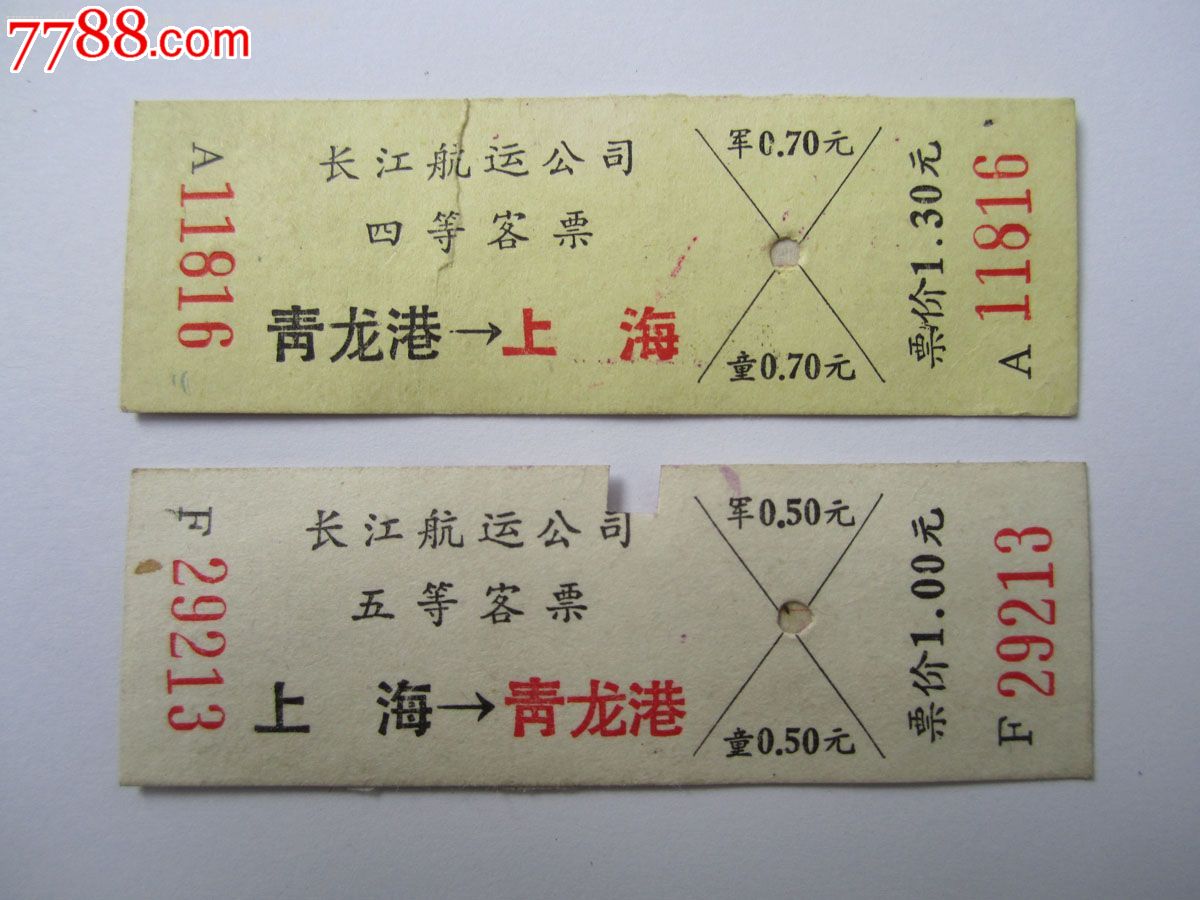 7788.com
A 11816
长江航运公司
四等客票
青龙港→上 海
军0.70元
童0.70元
票价1.30元
A 11816
F 29213
长江航运公司
五等客票
上 海→青龙港
军0.50元
童0.50元
票价1.00元
F 29213